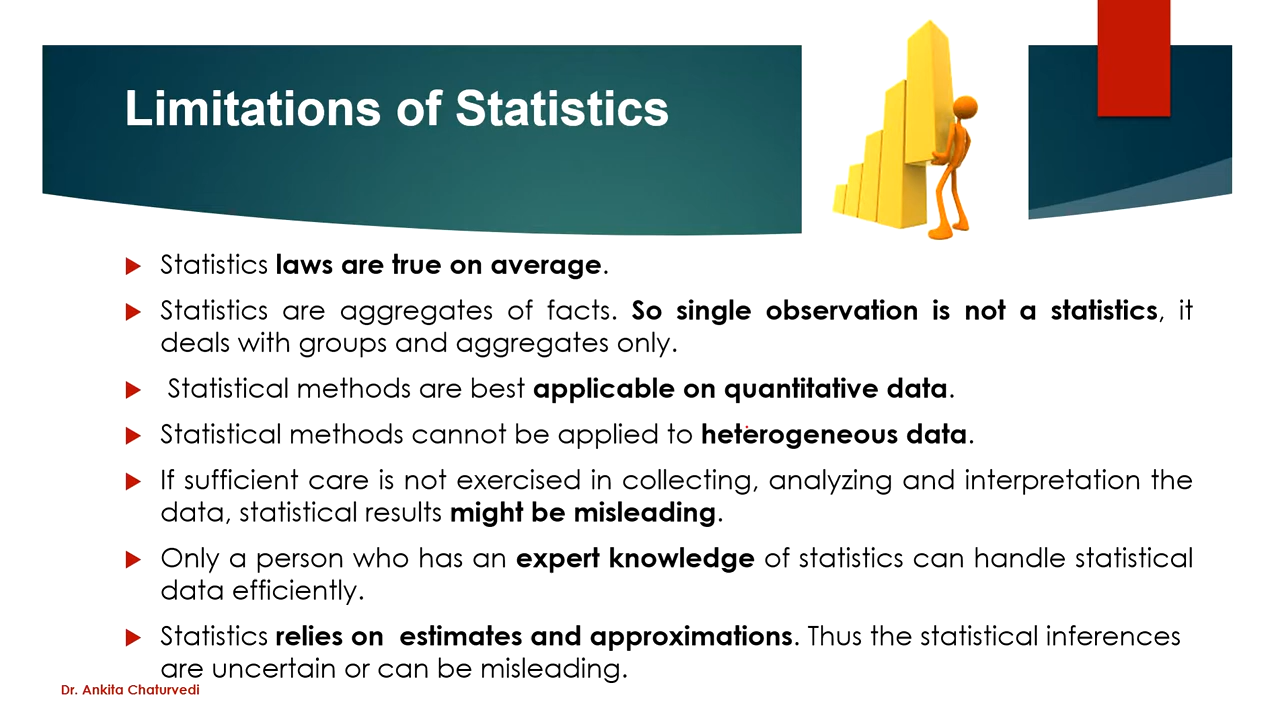 Limitations of Statistics
Statistics laws are true on average.
Statistics are aggregates of facts. So single observation is not a statistics, it
deals with groups and aggregates only.
Statistical methods are best applicable on quantitative data.
Statistical methods cannot be applied to heterogeneous data.
If sufficient care is not exercised in collecting, analyzing and interpretation the
data, statistical results might be misleading.
Only a person who has an expert knowledge of statistics can handle statistical
data efficiently.
Statistics relies on estimates and approximations. Thus the statistical inferences
are uncertain or can be misleading.
Dr. Ankita Chaturvedi